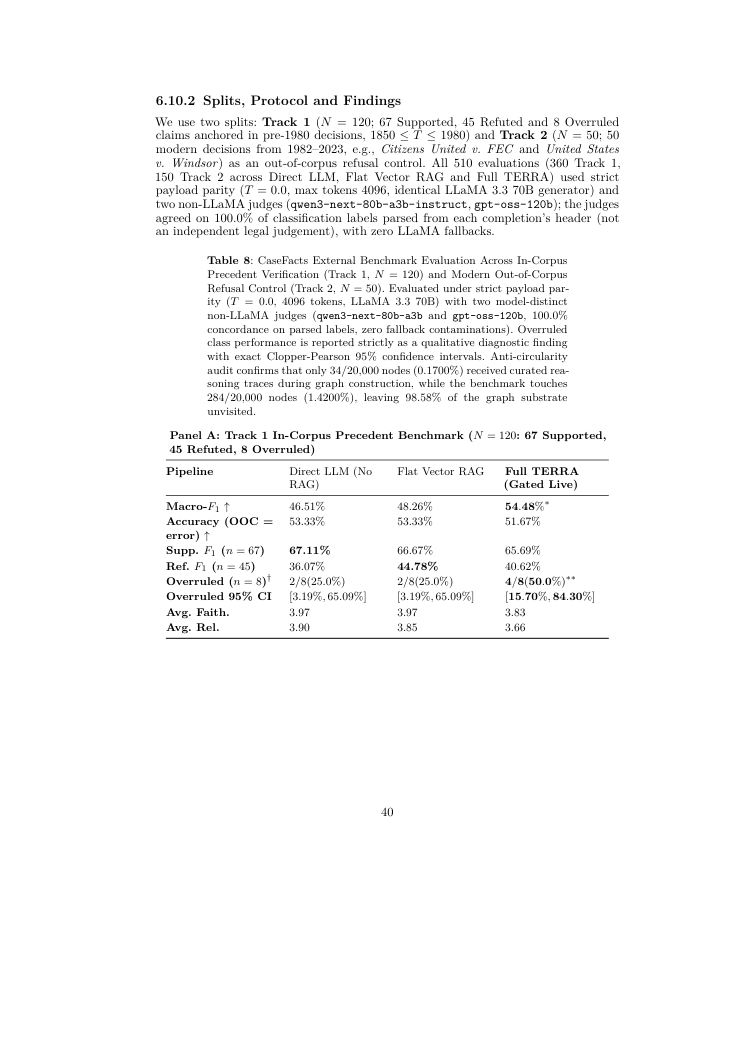 6.10.2 Splits, Protocol and Findings
We use two splits: Track 1 (N = 120; 67 Supported, 45 Refuted and 8 Overruled
claims anchored in pre-1980 decisions, 1850 ≤ T ≤ 1980) and Track 2 (N = 50; 50
modern decisions from 1982–2023, e.g., Citizens United v. FEC and United States
v. Windsor) as an out-of-corpus refusal control. All 510 evaluations (360 Track 1,
150 Track 2 across Direct LLM, Flat Vector RAG and Full TERRA) used strict
payload parity (T = 0.0, max tokens 4096, identical LLaMA 3.3 70B generator) and
two non-LLaMA judges (qwen3-next-80b-a3b-instruct, gpt-oss-120b); the judges
agreed on 100.0% of classification labels parsed from each completion's header (not
an independent legal judgement), with zero LLaMA fallbacks.
Table 8: CaseFacts External Benchmark Evaluation Across In-Corpus
Precedent Verification (Track 1, N = 120) and Modern Out-of-Corpus
Refusal Control (Track 2, N = 50). Evaluated under strict payload par-
ity (T = 0.0, 4096 tokens, LLaMA 3.3 70B) with two model-distinct
non-LLaMA judges (qwen3-next-80b-a3b and gpt-oss-120b, 100.0%
concordance on parsed labels, zero fallback contaminations). Overruled
class performance is reported strictly as a qualitative diagnostic finding
with exact Clopper-Pearson 95% confidence intervals. Anti-circularity
audit confirms that only 34/20,000 nodes (0.1700%) received curated rea-
soning traces during graph construction, while the benchmark touches
284/20,000 nodes (1.4200%), leaving 98.58% of the graph substrate
unvisited.
Panel A: Track 1 In-Corpus Precedent Benchmark (N = 120: 67 Supported,
45 Refuted, 8 Overruled)
Pipeline Direct LLM (No Flat Vector RAG Full TERRA
RAG) (Gated Live)
Macro-F₁ ↑ 46.51% 48.26% 54.48%*
Accuracy (OOC = 53.33% 53.33% 51.67%
error) ↑
Supp. F₁ (n = 67) 67.11% 66.67% 65.69%
Ref. F₁ (n = 45) 36.07% 44.78% 40.62%
Overruled (n = 8)† 2/8(25.0%) 2/8(25.0%) 4/8(50.0%)**
Overruled 95% CI [3.19%, 65.09%] [3.19%, 65.09%] [15.70%, 84.30%]
Avg. Faith. 3.97 3.97 3.83
Avg. Rel. 3.90 3.85 3.66
40